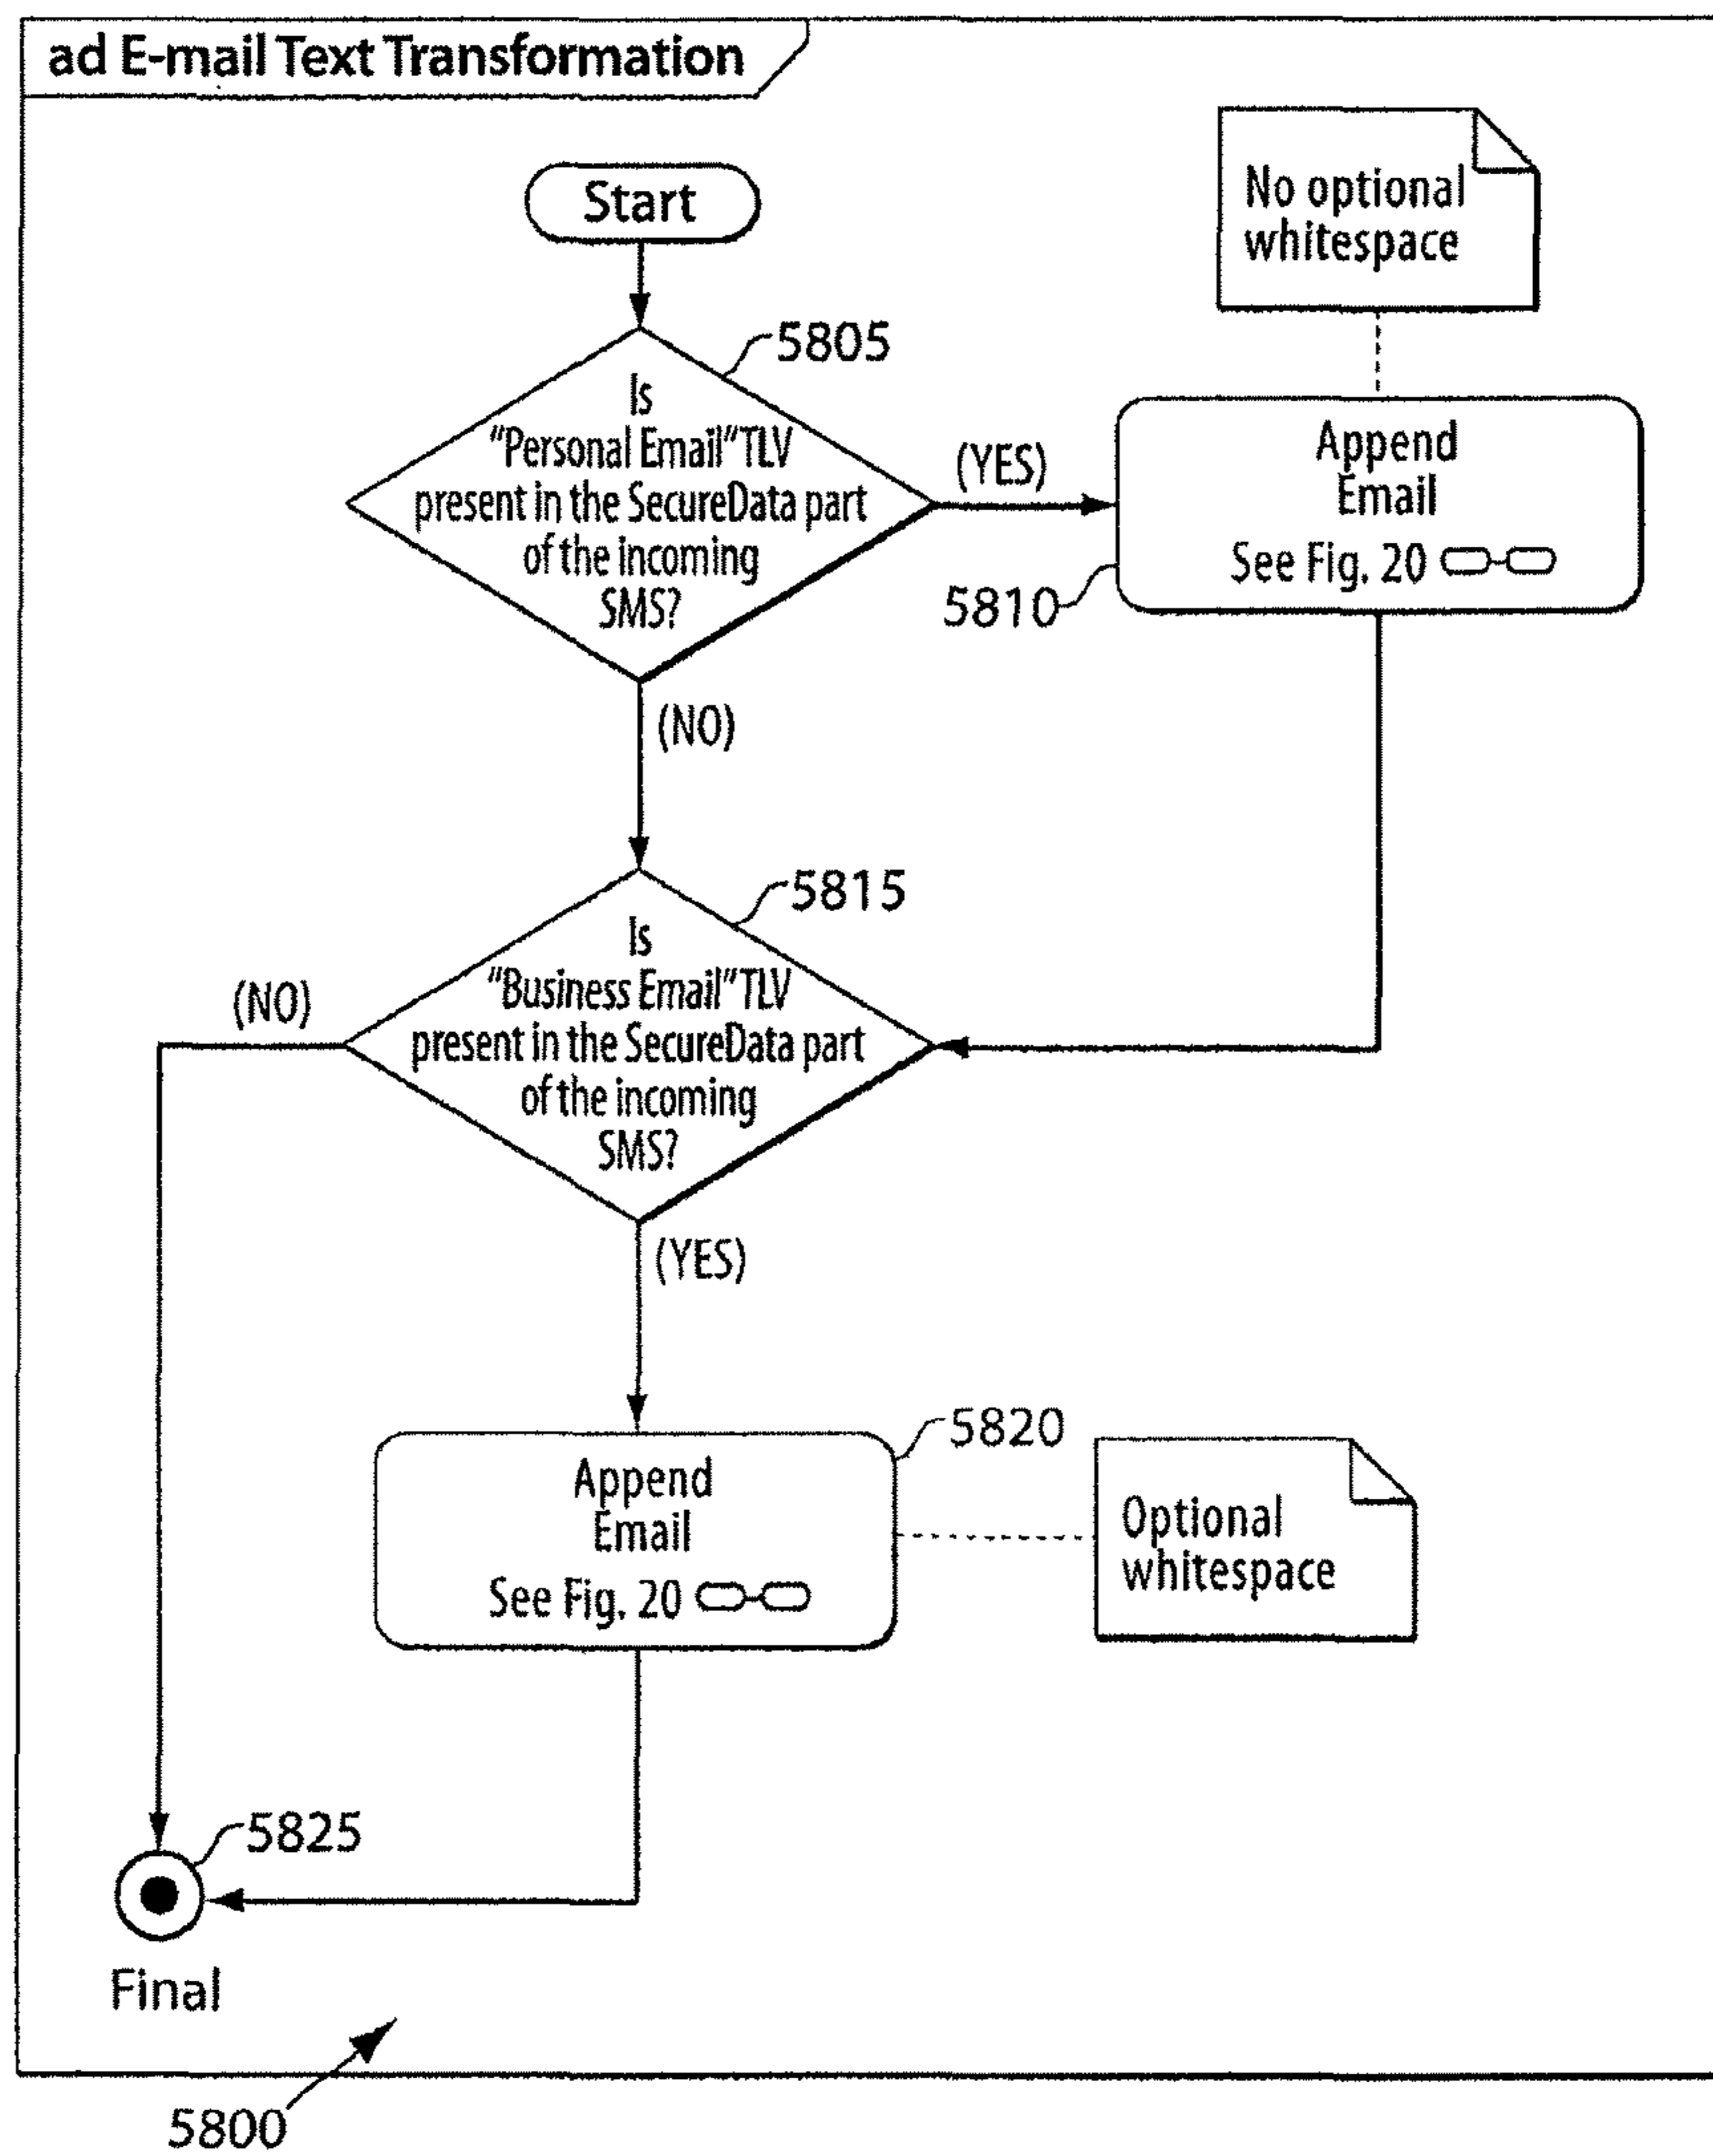 ad E-mail Text Transformation
Start
No optional
whitespace
5805
Is
"Personal Email" TLV
present in the SecureData part
of the incoming
SMS?
(YES)
Append
Email
See Fig. 20
5810
(NO)
5815
Is
"Business Email" TLV
present in the SecureData part
of the incoming
SMS?
(NO)
(YES)
5820
Append
Email
See Fig. 20
Optional
whitespace
5825
Final
5800